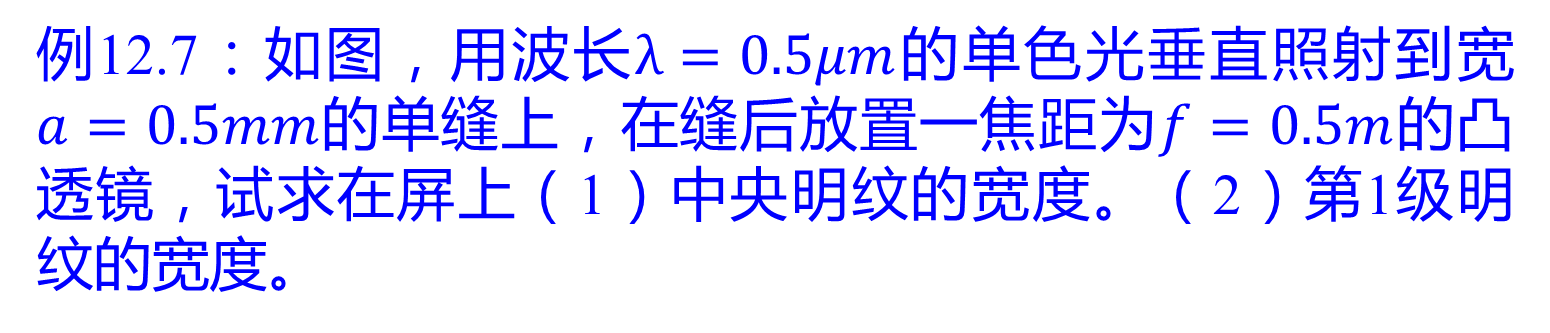 例12.7：如图，用波长λ = 0.5μm的单色光垂直照射到宽
a = 0.5mm的单缝上，在缝后放置一焦距为f = 0.5m的凸
透镜，试求在屏上（1）中央明纹的宽度。（2）第1级明
纹的宽度。